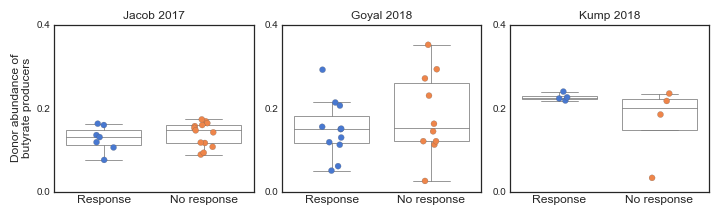 Jacob 2017
Goyal 2018
Kump 2018
Donor abundance of
butyrate producers
0.4
0.2
0.0
Response
No response
0.4
0.2
0.0
Response
No response
0.4
0.2
0.0
Response
No response